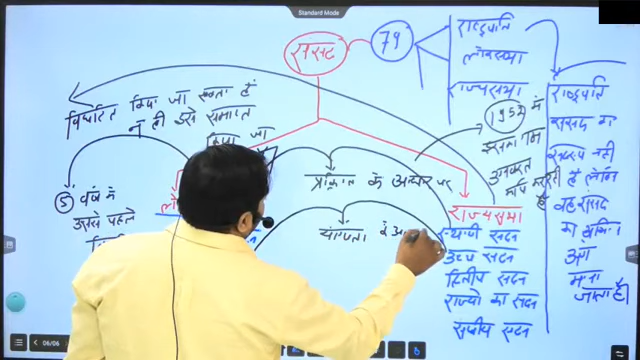 Standard Mode
संसद
79
राष्ट्रपति
लोकसभा
राज्यसभा
विघटित किया जा सकता है
न ही इसे समाप्त
किया जा
5 वर्ष में
उससे पहले
प्रक्रिया के आधार पर
1952 में
इसका नाम
राज्यसभा
स्थायी सदन
उच्च सदन
द्वितीय सदन
राज्यों का सदन
संघीय सदन
राष्ट्रपति
संसद का
सदस्य नहीं
है लेकिन
वह संसद
का अभिन्न
अंग
माना
जाता है
06/06